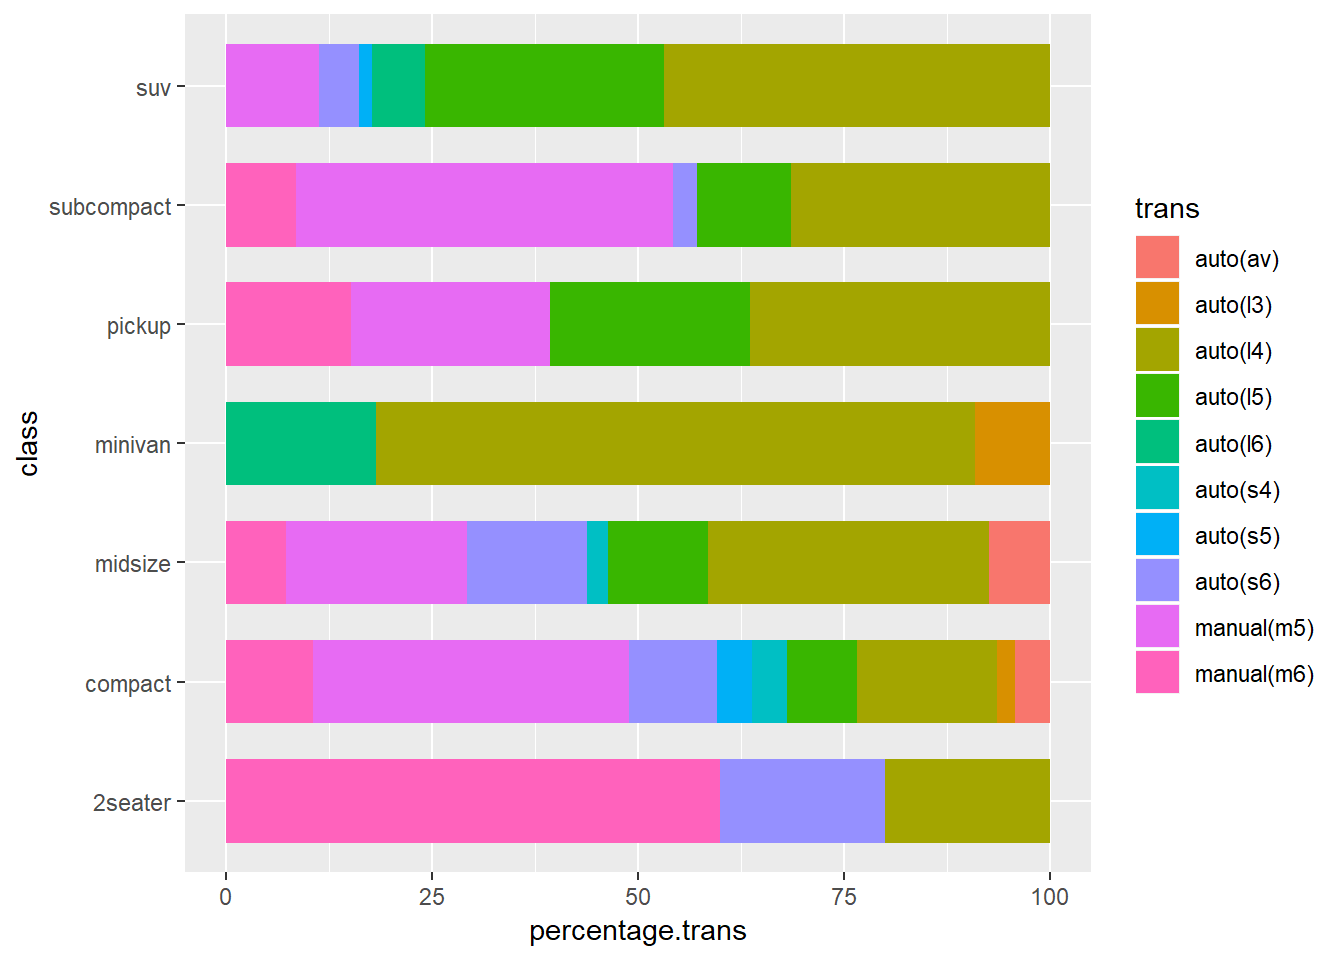 suv
subcompact
pickup
minivan
midsize
compact
2seater
class
0 25 50 75 100
percentage.trans
trans
auto(av)
auto(l3)
auto(l4)
auto(l5)
auto(l6)
auto(s4)
auto(s5)
auto(s6)
manual(m5)
manual(m6)